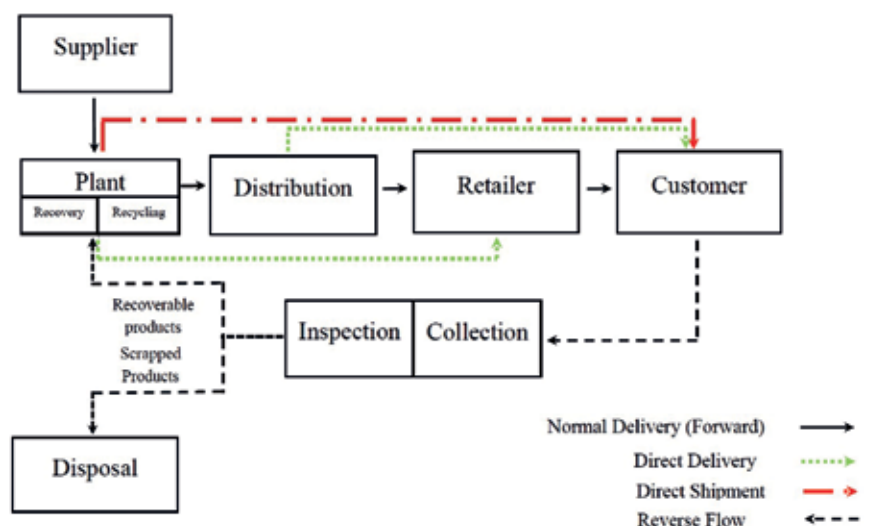 Supplier
Plant
Recovery
Recycling
Distribution
Retailer
Customer
Recoverable
products
Scrapped
Products
Inspection
Collection
Disposal
Normal Delivery (Forward)
Direct Delivery
Direct Shipment
Reverse Flow